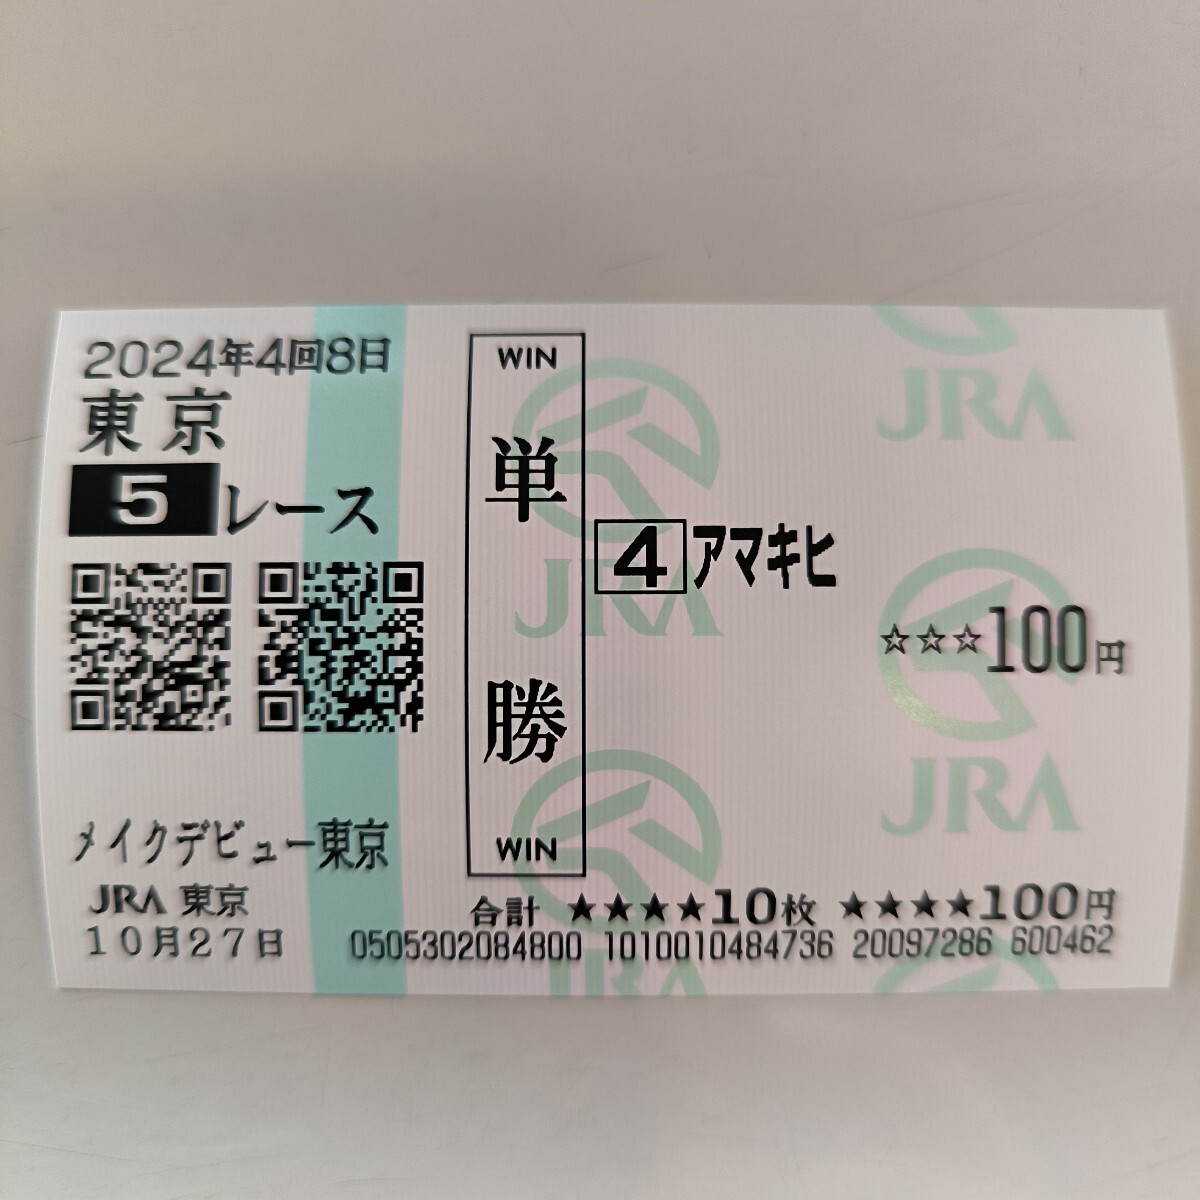 2024年4回8日
東京
5レース
メイクデビュー東京
JRA 東京
10月27日
WIN
単勝
WIN
4アマキヒ
☆☆☆100円
合計 ★★★★10枚 ★★★★100円
0505302084800 1010010484736 20097286 600462
JRA
JRA
JRA
JRA